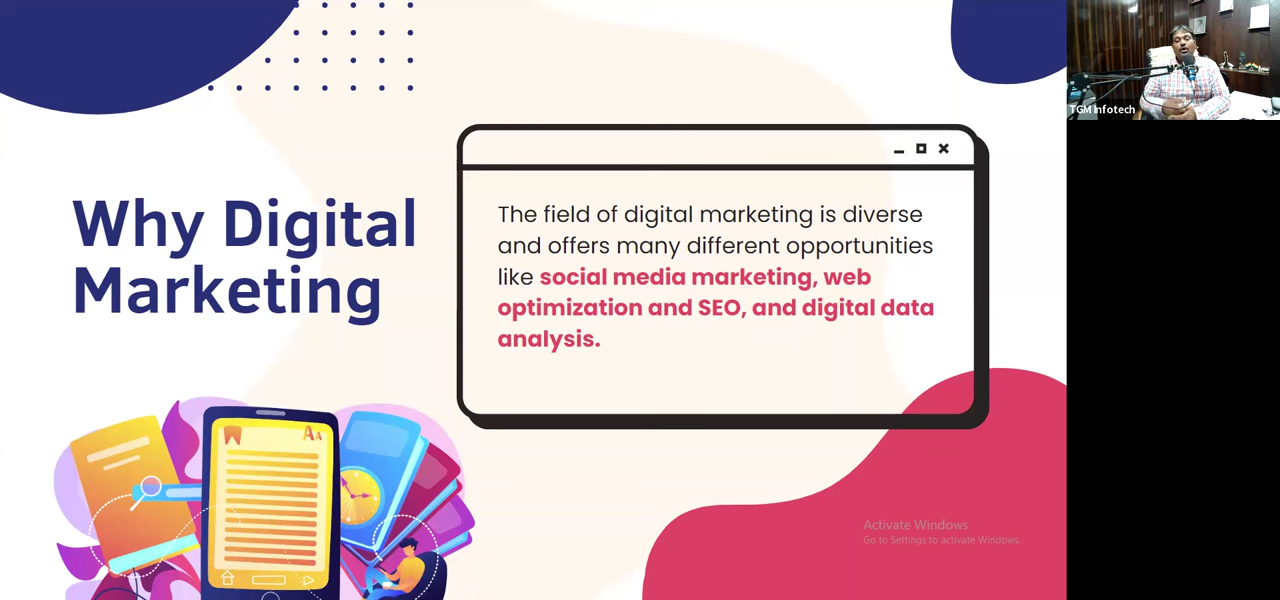 Why Digital
Marketing
The field of digital marketing is diverse
and offers many different opportunities
like social media marketing, web
optimization and SEO, and digital data
analysis.
AA
TGM Infotech
Activate Windows
Go to Settings to activate Windows.